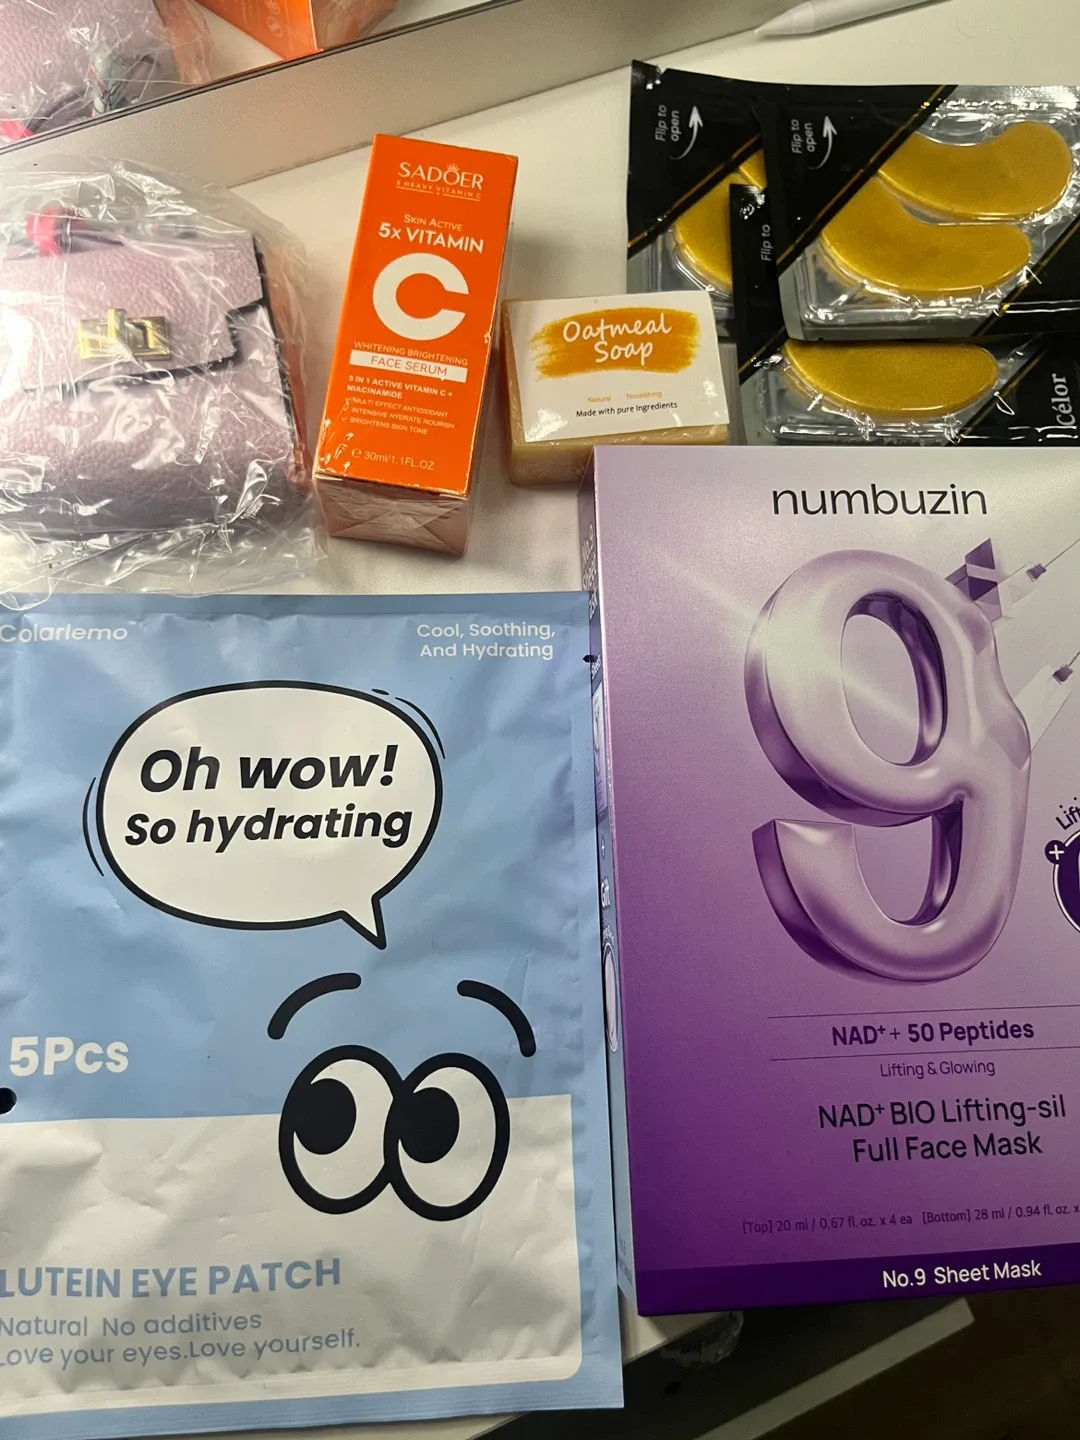 SADOER
SKIN ACTIVE
5X VITAMIN
C
WHITENING BRIGHTENING
FACE SERUM
5 IN 1 ACTIVE VITAMIN C +
NIACINAMIDE
MULTI EFFECT ANTIOXIDANT
INTENSIVE HYDRATE NOURISH
BRIGHTENS SKIN TONE
e 30ml/1.1FL.OZ
Oatmeal
Soap
Natural Nourishing
Made with pure Ingredients
Flip to
open
Flip to
open
Flip to
célor
Colarlemo
Cool, Soothing,
And Hydrating
Oh wow!
So hydrating
5Pcs
LUTEIN EYE PATCH
Natural No additives
Love your eyes.Love yourself.
numbuzin
9
NAD⁺ + 50 Peptides
Lifting & Glowing
NAD⁺ BIO Lifting-sil
Full Face Mask
[Top] 20 ml / 0.67 fl. oz. x 4 ea [Bottom] 28 ml / 0.94 fl. oz. x
No.9 Sheet Mask